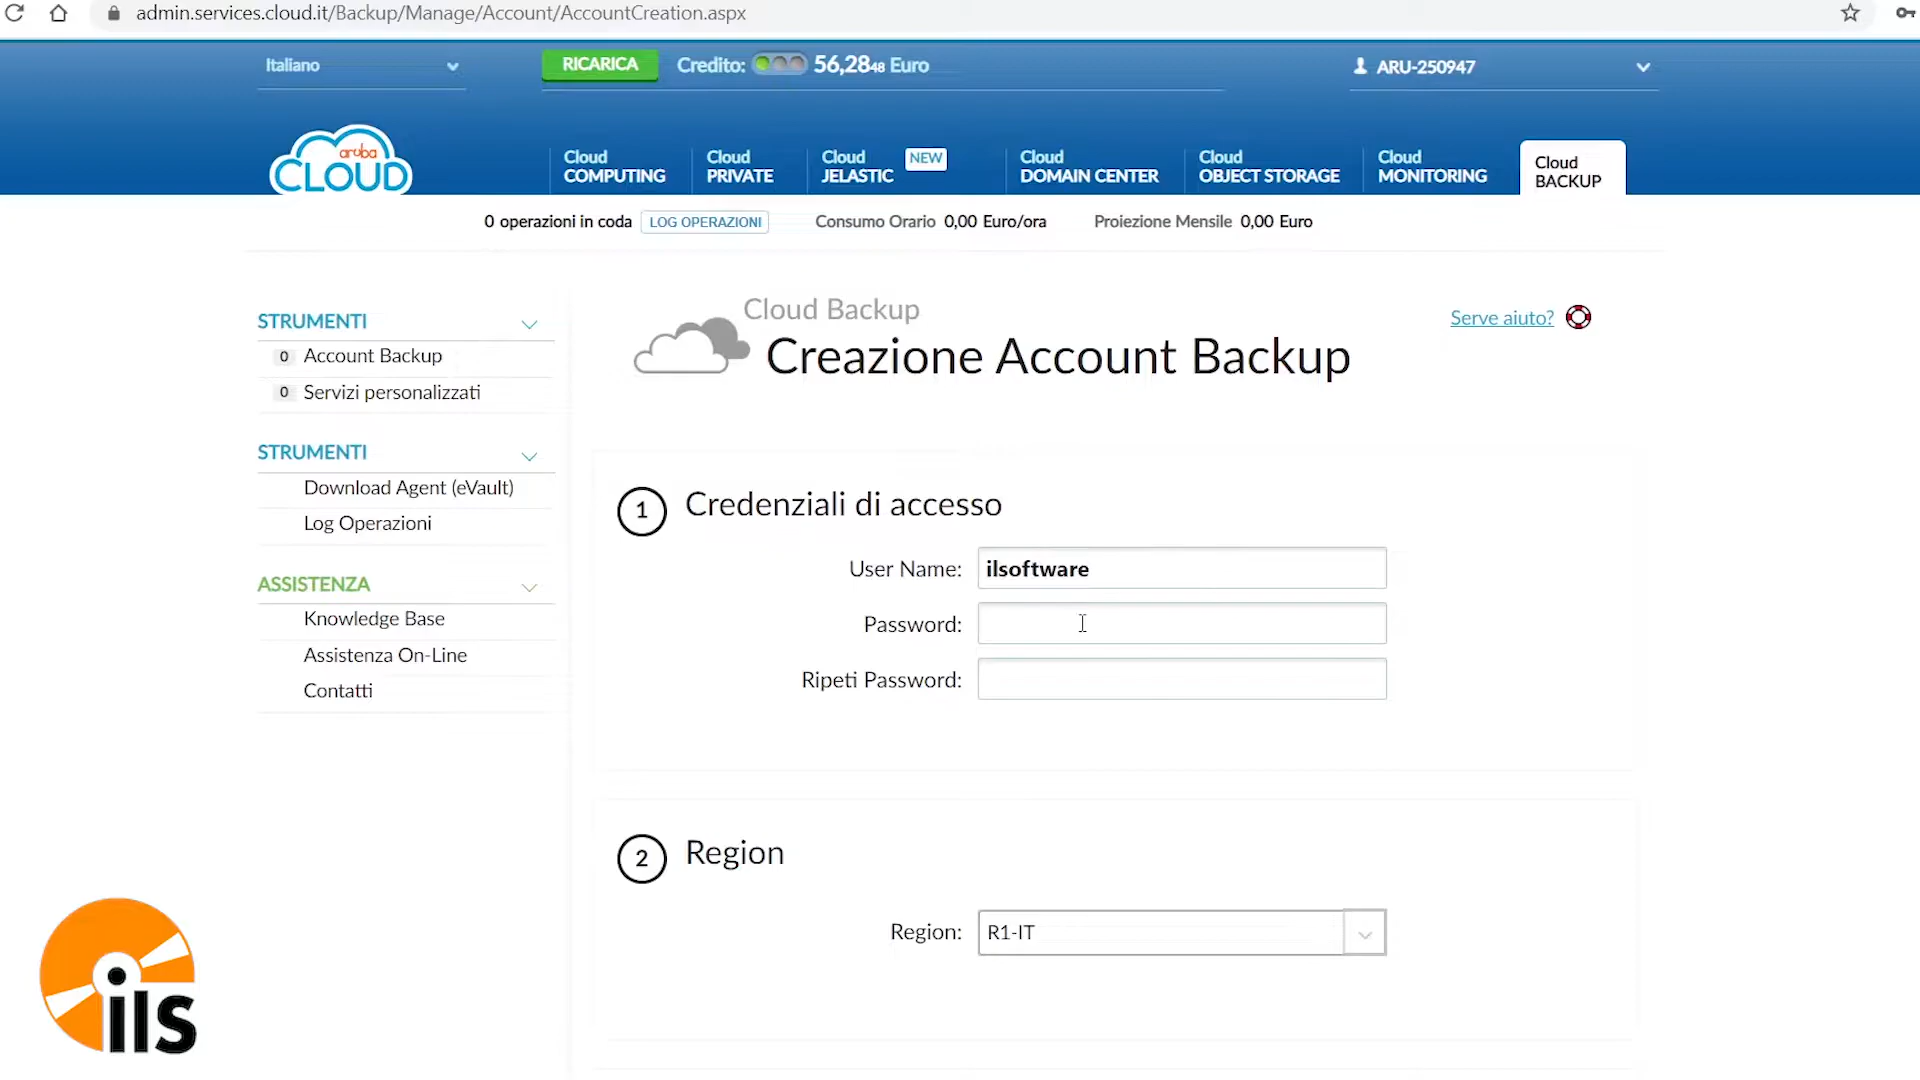 admin.services.cloud.it/Backup/Manage/Account/AccountCreation.aspx
Italiano
RICARICA
Credito: 56,2848 Euro
ARU-250947
aruba
CLOUD
Cloud
COMPUTING
Cloud
PRIVATE
Cloud
JELASTIC
NEW
Cloud
DOMAIN CENTER
Cloud
OBJECT STORAGE
Cloud
MONITORING
Cloud
BACKUP
0 operazioni in coda LOG OPERAZIONI Consumo Orario 0,00 Euro/ora Proiezione Mensile 0,00 Euro
STRUMENTI
0 Account Backup
0 Servizi personalizzati
STRUMENTI
Download Agent (eVault)
Log Operazioni
ASSISTENZA
Knowledge Base
Assistenza On-Line
Contatti
Cloud Backup
Creazione Account Backup
Serve aiuto?
1 Credenziali di accesso
User Name: ilsoftware
Password:
Ripeti Password:
2 Region
Region: R1-IT
ils